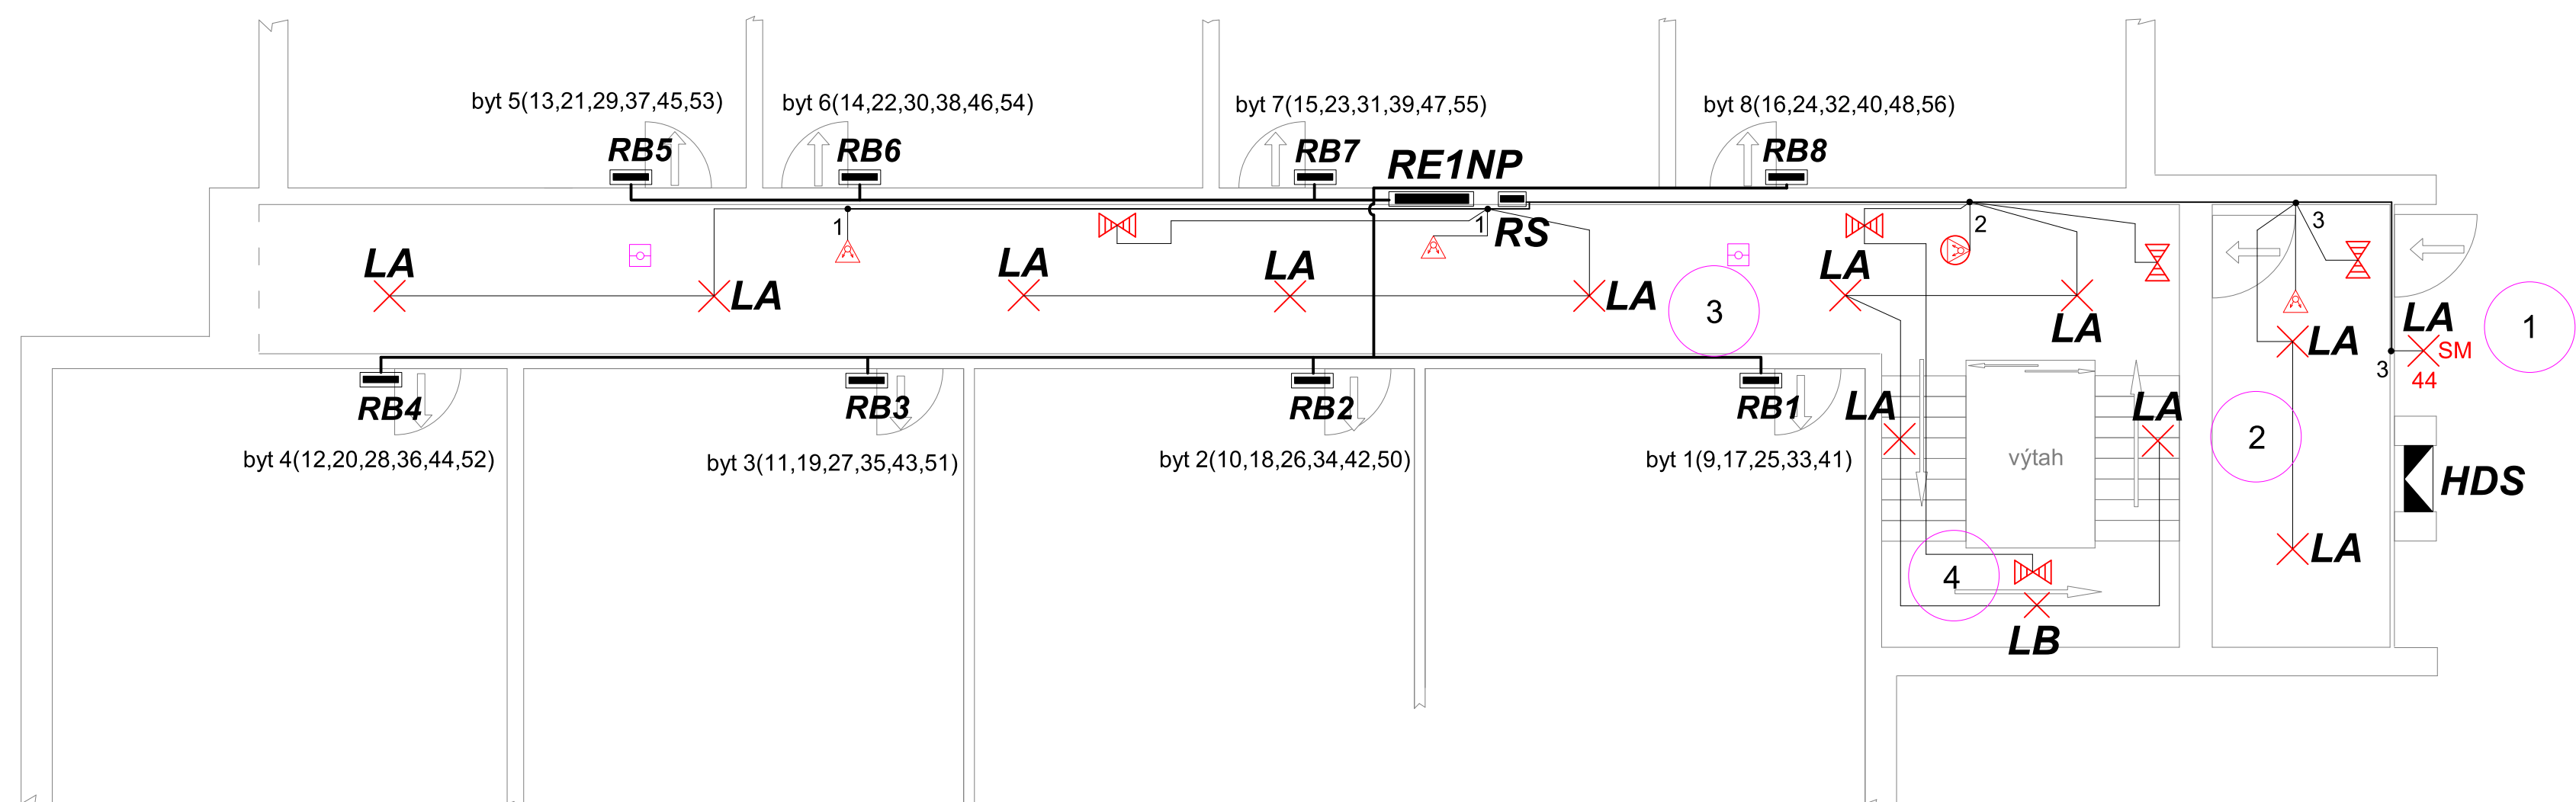 byt 5(13,21,29,37,45,53)
byt 6(14,22,30,38,46,54)
byt 7(15,23,31,39,47,55)
byt 8(16,24,32,40,48,56)
RB5
RB6
RB7
RE1NP
RB8
1
1
RS
2
3
LA
LA
LA
LA
LA
LA
LA
LA
LA
3
1
SM
3
44
RB4
RB3
RB2
RB1
LA
LA
2
byt 4(12,20,28,36,44,52)
byt 3(11,19,27,35,43,51)
byt 2(10,18,26,34,42,50)
byt 1(9,17,25,33,41)
výtah
HDS
LA
4
LB